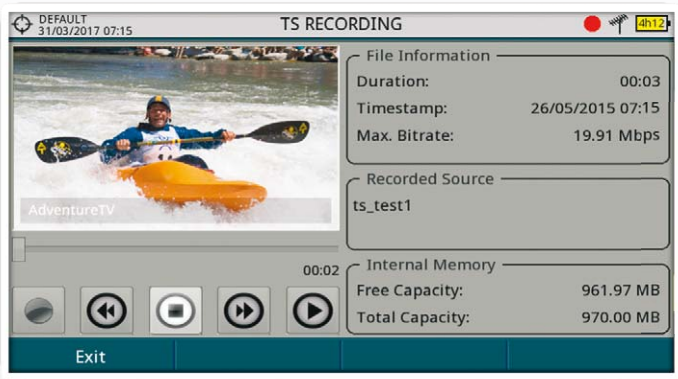 DEFAULT
31/03/2017 07:15
TS RECORDING
4h12
AdventureTV
00:02
File Information
Duration: 00:03
Timestamp: 26/05/2015 07:15
Max. Bitrate: 19.91 Mbps
Recorded Source
ts_test1
Internal Memory
Free Capacity: 961.97 MB
Total Capacity: 970.00 MB
Exit